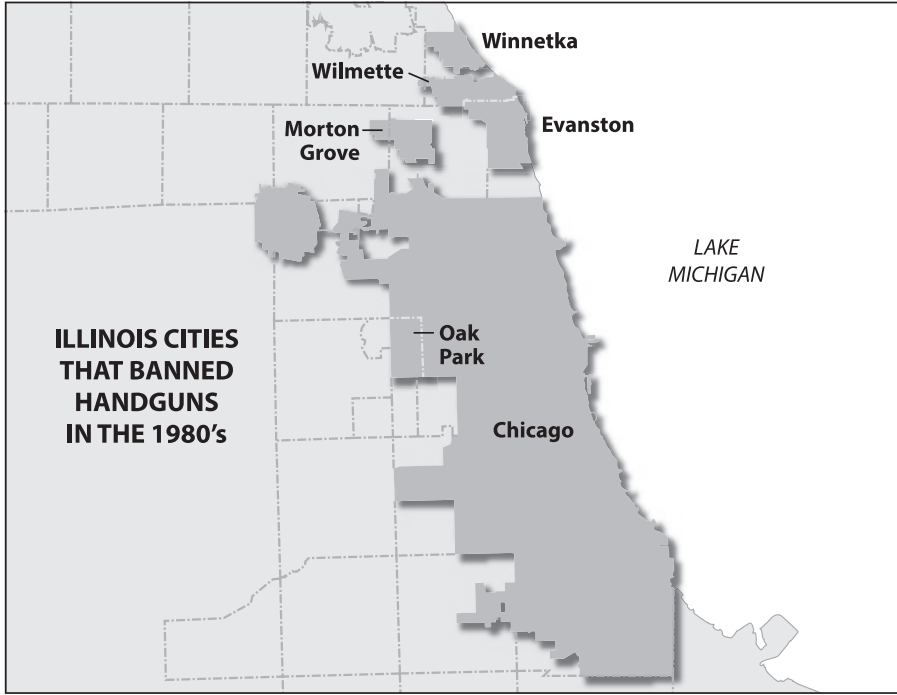 Winnetka
Wilmette
Evanston
Morton
Grove
LAKE
MICHIGAN
ILLINOIS CITIES
THAT BANNED
HANDGUNS
IN THE 1980's
Oak
Park
Chicago